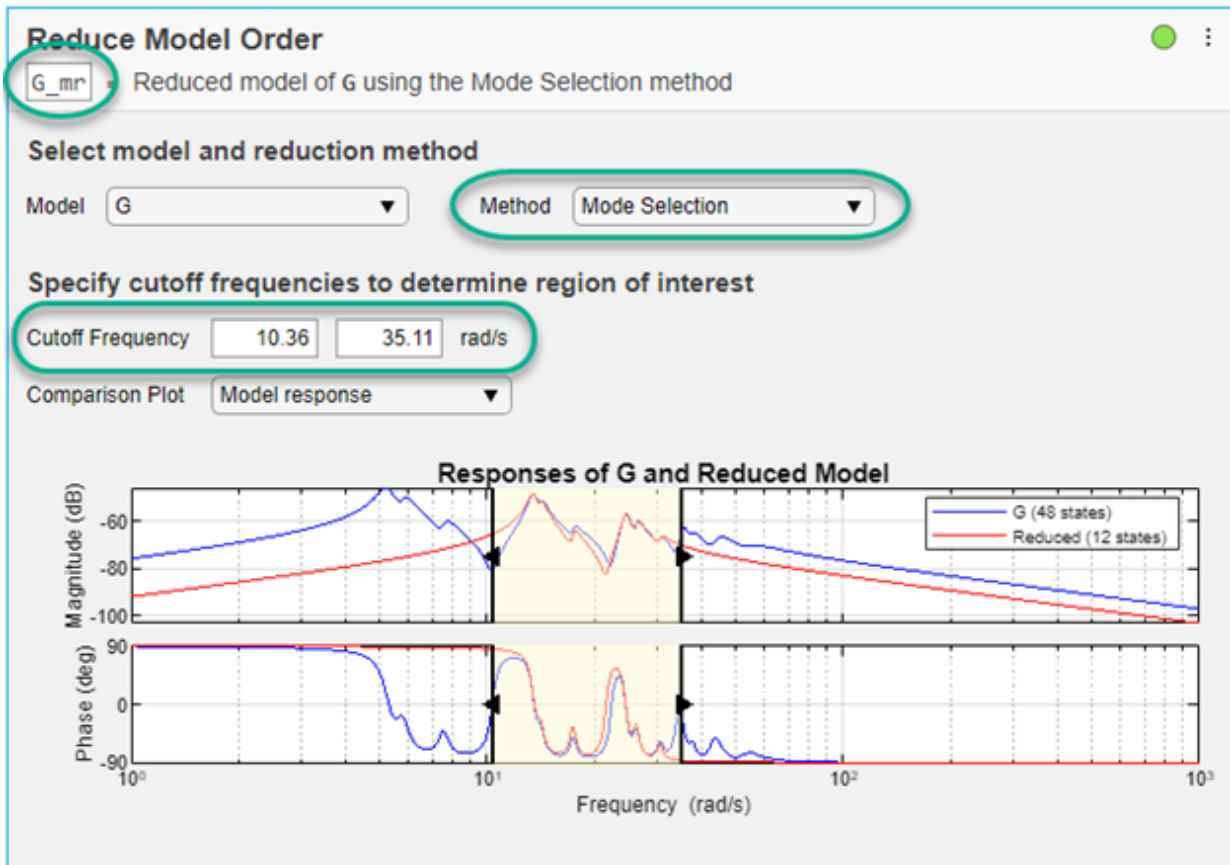 Reduce Model Order
G_mr = Reduced model of G using the Mode Selection method
Select model and reduction method
Model G Method Mode Selection
Specify cutoff frequencies to determine region of interest
Cutoff Frequency 10.36 35.11 rad/s
Comparison Plot Model response
Responses of G and Reduced Model
Magnitude (dB)
-60
-80
-100
G (48 states)
Reduced (12 states)
Phase (deg)
90
0
-90
10⁰ 10¹ 10² 10³
Frequency (rad/s)